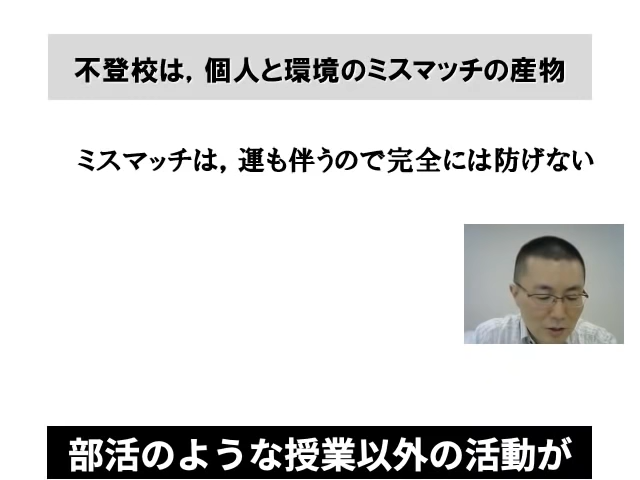 不登校は，個人と環境のミスマッチの産物
ミスマッチは，運も伴うので完全には防げない
部活のような授業以外の活動が